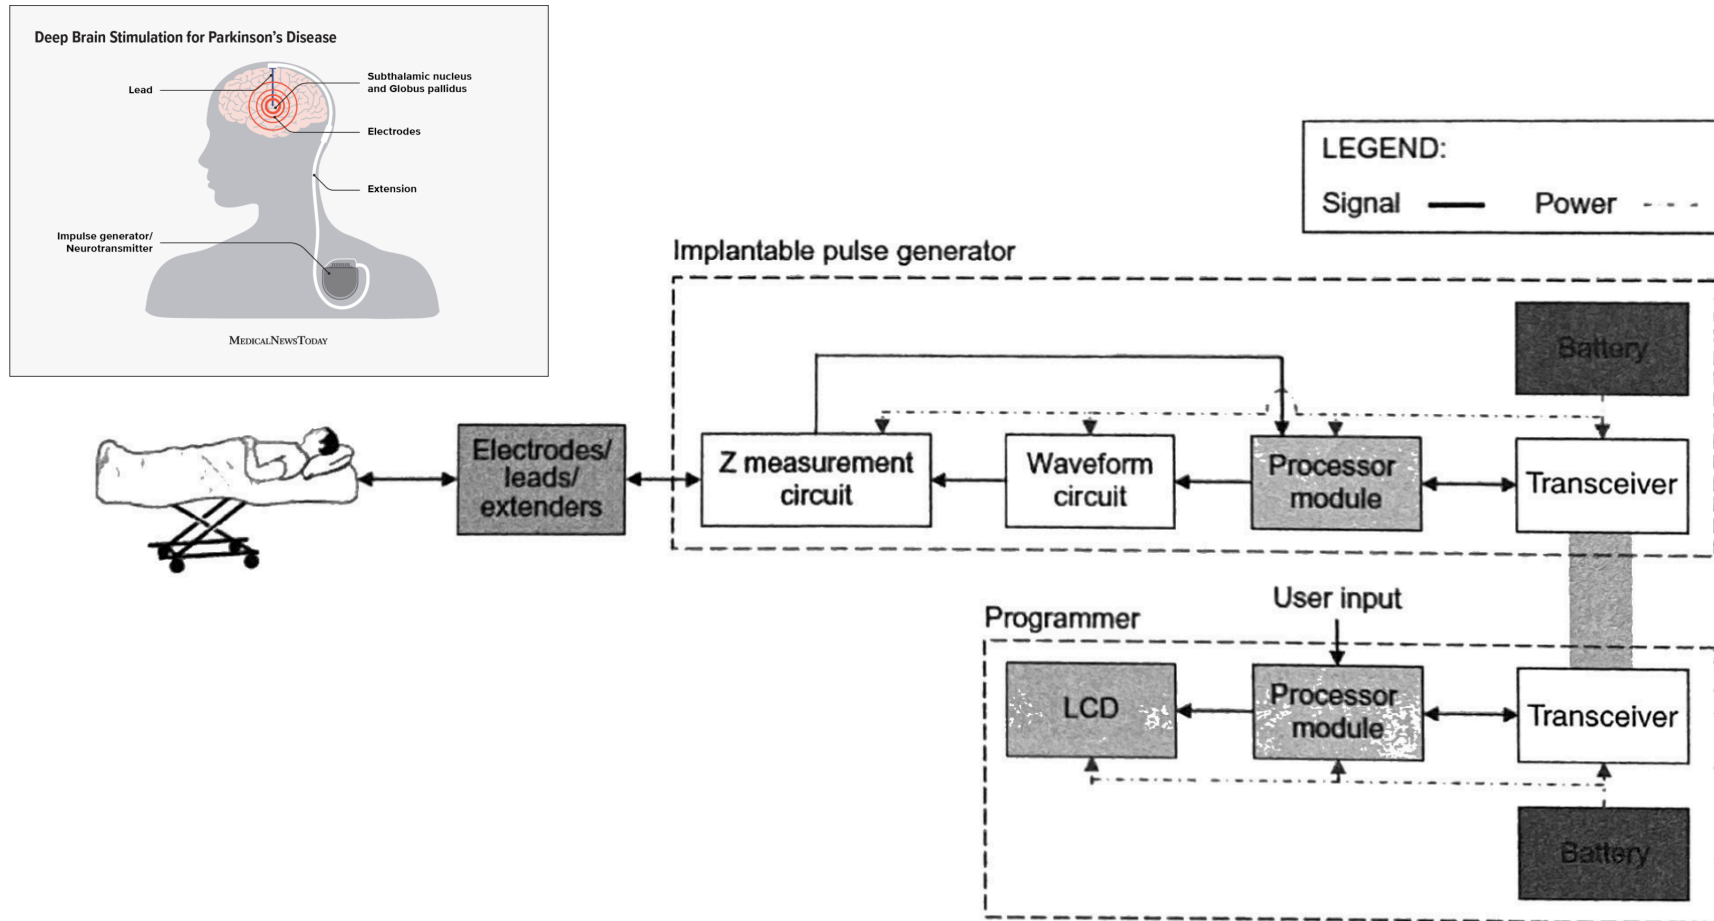 Deep Brain Stimulation for Parkinson's Disease
Lead
Subthalamic nucleus
and Globus pallidus
Electrodes
Extension
Impulse generator/
Neurotransmitter
MEDICALNEWSTODAY
LEGEND:
Signal
Power
Implantable pulse generator
Battery
Electrodes/
leads/
extenders
Z measurement
circuit
Waveform
circuit
Processor
module
Transceiver
User input
Programmer
LCD
Processor
module
Transceiver
Battery